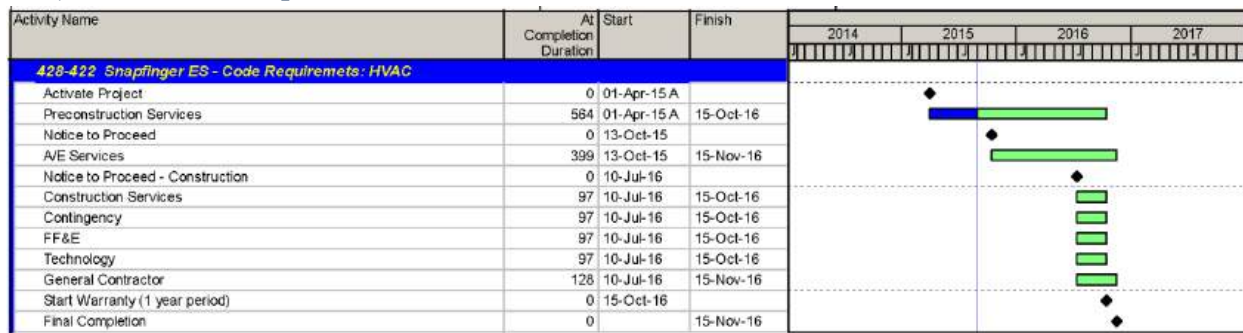 Activity Name At Completion Duration Start Finish
2014 2015 2016 2017
J J J J J J J J
428-422 Snapfinger ES - Code Requiremets: HVAC
Activate Project 0 01-Apr-15 A
Preconstruction Services 564 01-Apr-15 A 15-Oct-16
Notice to Proceed 0 13-Oct-15
A/E Services 399 13-Oct-15 15-Nov-16
Notice to Proceed - Construction 0 10-Jul-16
Construction Services 97 10-Jul-16 15-Oct-16
Contingency 97 10-Jul-16 15-Oct-16
FF&E 97 10-Jul-16 15-Oct-16
Technology 97 10-Jul-16 15-Oct-16
General Contractor 128 10-Jul-16 15-Nov-16
Start Warranty (1 year period) 0 15-Oct-16
Final Completion 0 15-Nov-16